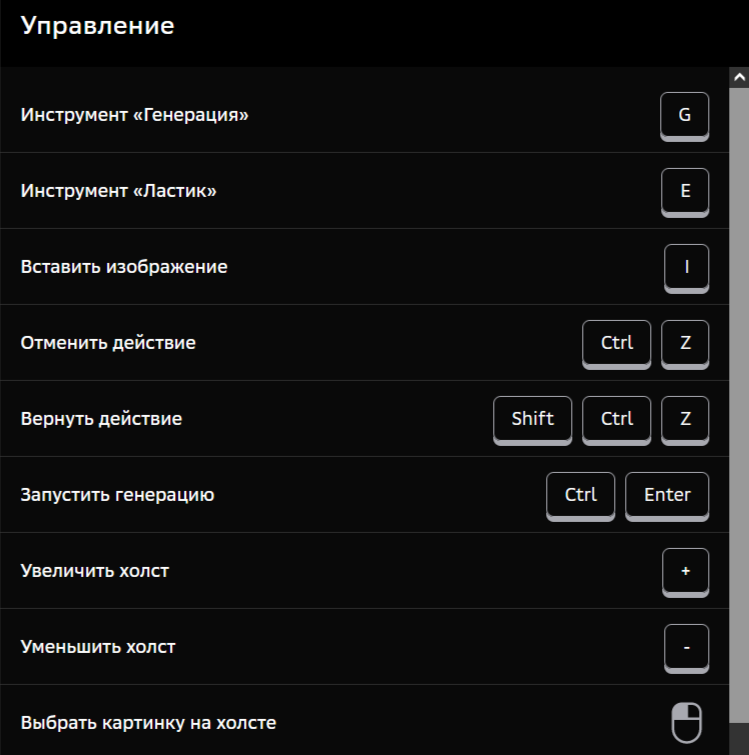 Управление
Инструмент «Генерация» G
Инструмент «Ластик» E
Вставить изображение I
Отменить действие Ctrl Z
Вернуть действие Shift Ctrl Z
Запустить генерацию Ctrl Enter
Увеличить холст +
Уменьшить холст -
Выбрать картинку на холсте